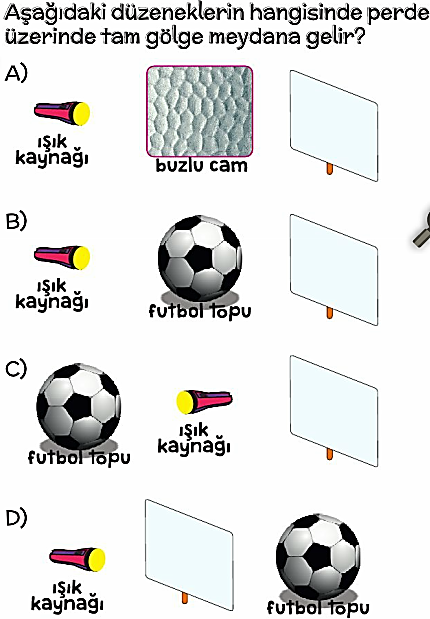 Aşağıdaki düzeneklerin hangisinde perde
üzerinde tam gölge meydana gelir?
A)
ışık
kaynağı
buzlu cam
B)
ışık
kaynağı
futbol topu
C)
futbol topu
ışık
kaynağı
D)
ışık
kaynağı
futbol topu